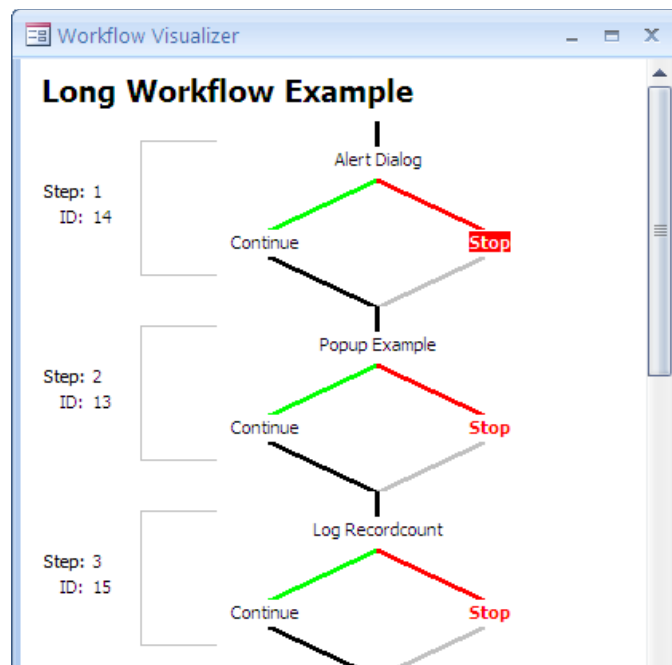 Workflow Visualizer
Long Workflow Example
Alert Dialog
Step: 1
ID: 14
Continue
Stop
Popup Example
Step: 2
ID: 13
Continue
Stop
Log Recordcount
Step: 3
ID: 15
Continue
Stop